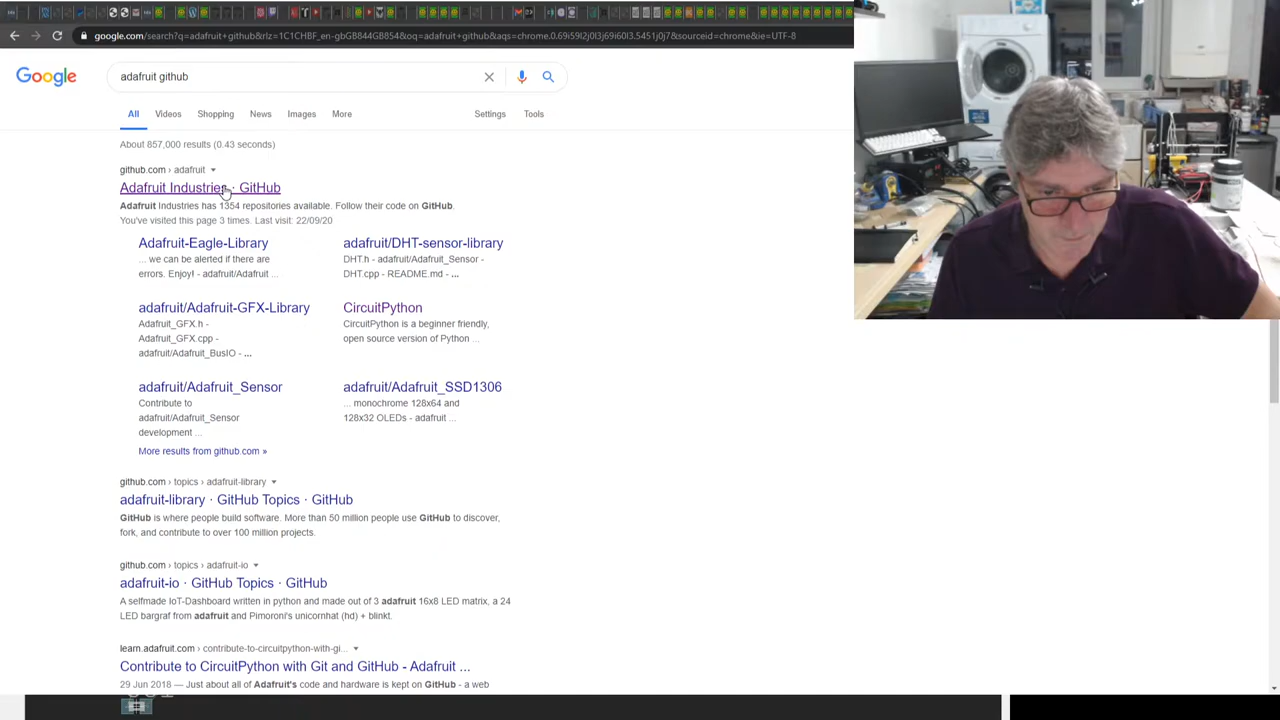 google.com/search?q=adafruit+github&rlz=1C1CHBF_en-gbGB844GB854&oq=adafruit+github&aqs=chrome.0.69i59l2j0l3j69i60l3.5451j0j7&sourceid=chrome&ie=UTF-8
Google
adafruit github
All Videos Shopping News Images More Settings Tools
About 857,000 results (0.43 seconds)
github.com › adafruit
Adafruit Industries · GitHub
Adafruit Industries has 1354 repositories available. Follow their code on GitHub.
You've visited this page 3 times. Last visit: 22/09/20
Adafruit-Eagle-Library
... we can be alerted if there are
errors. Enjoy! - adafruit/Adafruit ...
adafruit/DHT-sensor-library
DHT.h - Adafruit_Sensor -
DHT.cpp - README.md - ...
adafruit/Adafruit-GFX-Library
Adafruit_GFX.h -
Adafruit_GFX.cpp -
adafruit/Adafruit_BusIO - ...
CircuitPython
CircuitPython is a beginner friendly,
open source version of Python ...
adafruit/Adafruit_Sensor
Contribute to
adafruit/Adafruit_Sensor
development ...
adafruit/Adafruit_SSD1306
... monochrome 128x64 and
128x32 OLEDs - adafruit ...
More results from github.com »
github.com › topics › adafruit-library
adafruit-library · GitHub Topics · GitHub
GitHub is where people build software. More than 50 million people use GitHub to discover,
fork, and contribute to over 100 million projects.
github.com › topics › adafruit-io
adafruit-io · GitHub Topics · GitHub
A selfmade IoT-Dashboard written in python and made out of 3 adafruit 16x8 LED matrix, a 24
LED bargraf from adafruit and Pimoroni's unicornhat (hd) + blinkt.
learn.adafruit.com › contribute-to-circuitpython-with-gi...
Contribute to CircuitPython with Git and GitHub - Adafruit ...
29 Jun 2018 — Just about all of Adafruit's code and hardware is kept on GitHub - a web